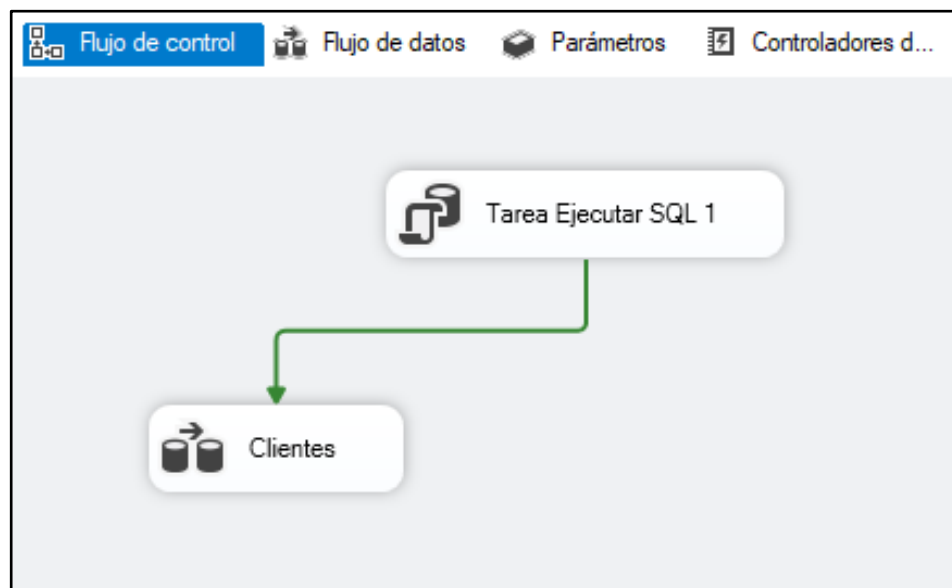 Flujo de control Flujo de datos Parámetros Controladores d...
Tarea Ejecutar SQL 1
Clientes